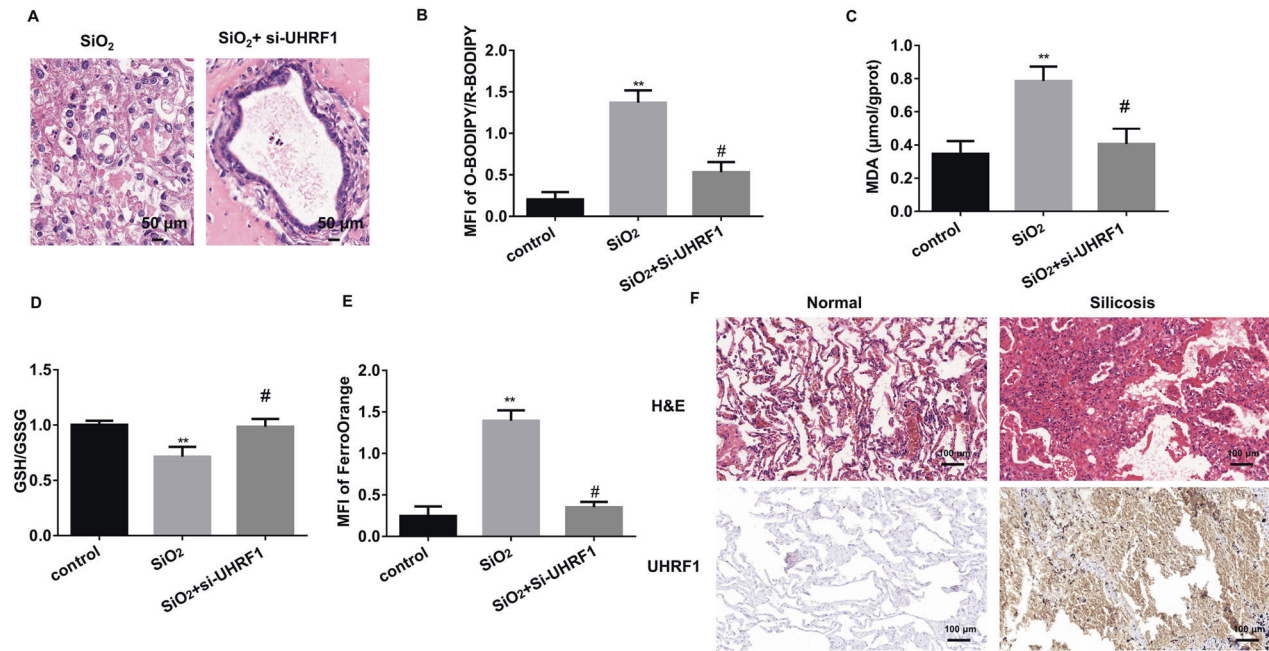 A
SiO₂
SiO₂+ si-UHRF1
50 µm
50 µm
B
MFI of O-BODIPY/R-BODIPY
2.0
1.5
1.0
0.5
0.0
**
#
control
SiO₂
SiO₂+Si-UHRF1
C
MDA (µmol/gprot)
1.0
0.8
0.6
0.4
0.2
0.0
**
#
control
SiO₂
SiO₂+si-UHRF1
D
GSH/GSSG
1.5
1.0
0.5
0.0
**
#
control
SiO₂
SiO₂+si-UHRF1
E
MFI of FerroOrange
2.0
1.5
1.0
0.5
0.0
**
#
control
SiO₂
SiO₂+Si-UHRF1
F
Normal
Silicosis
H&E
100 µm
100 µm
UHRF1
100 µm
100 µm